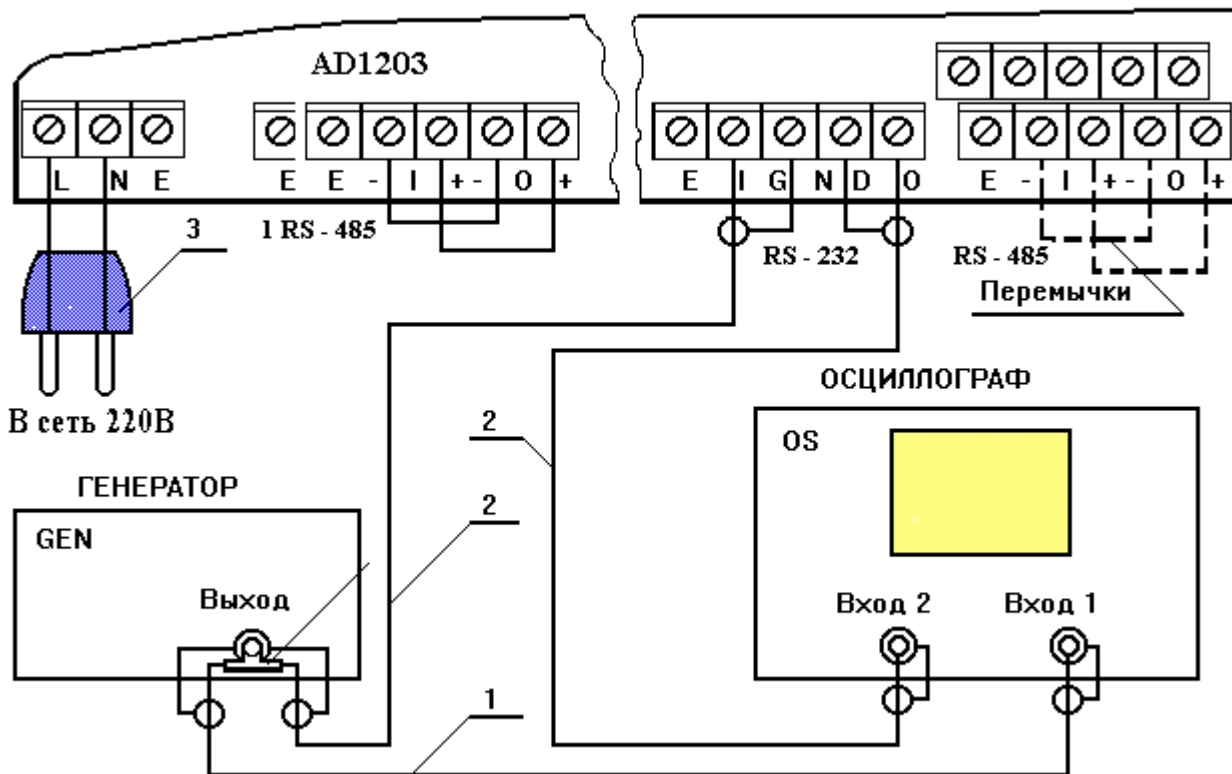 AD1203
L N E
E E - I + - O +
E I G N D O
E - I + - O +
3
1 RS - 485
RS - 232
RS - 485
Перемычки
В сеть 220В
ОСЦИЛЛОГРАФ
2
OS
ГЕНЕРАТОР
2
GEN
Выход
Вход 2
Вход 1
1